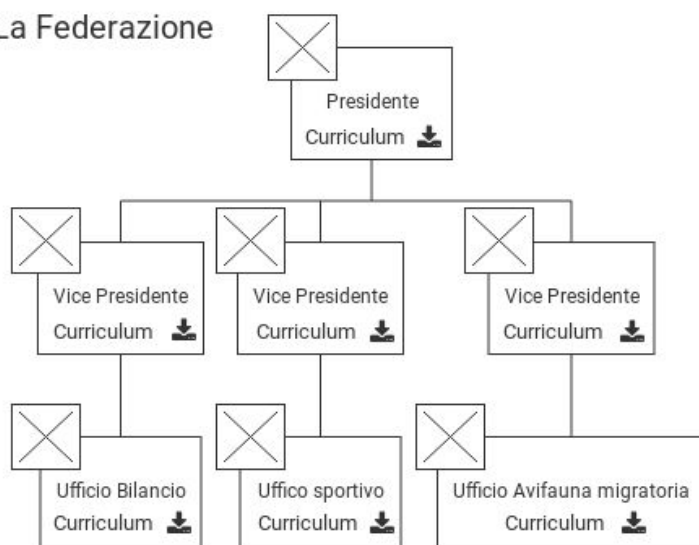 La Federazione
Presidente
Curriculum
Vice Presidente
Curriculum
Vice Presidente
Curriculum
Vice Presidente
Curriculum
Ufficio Bilancio
Curriculum
Uffico sportivo
Curriculum
Ufficio Avifauna migratoria
Curriculum